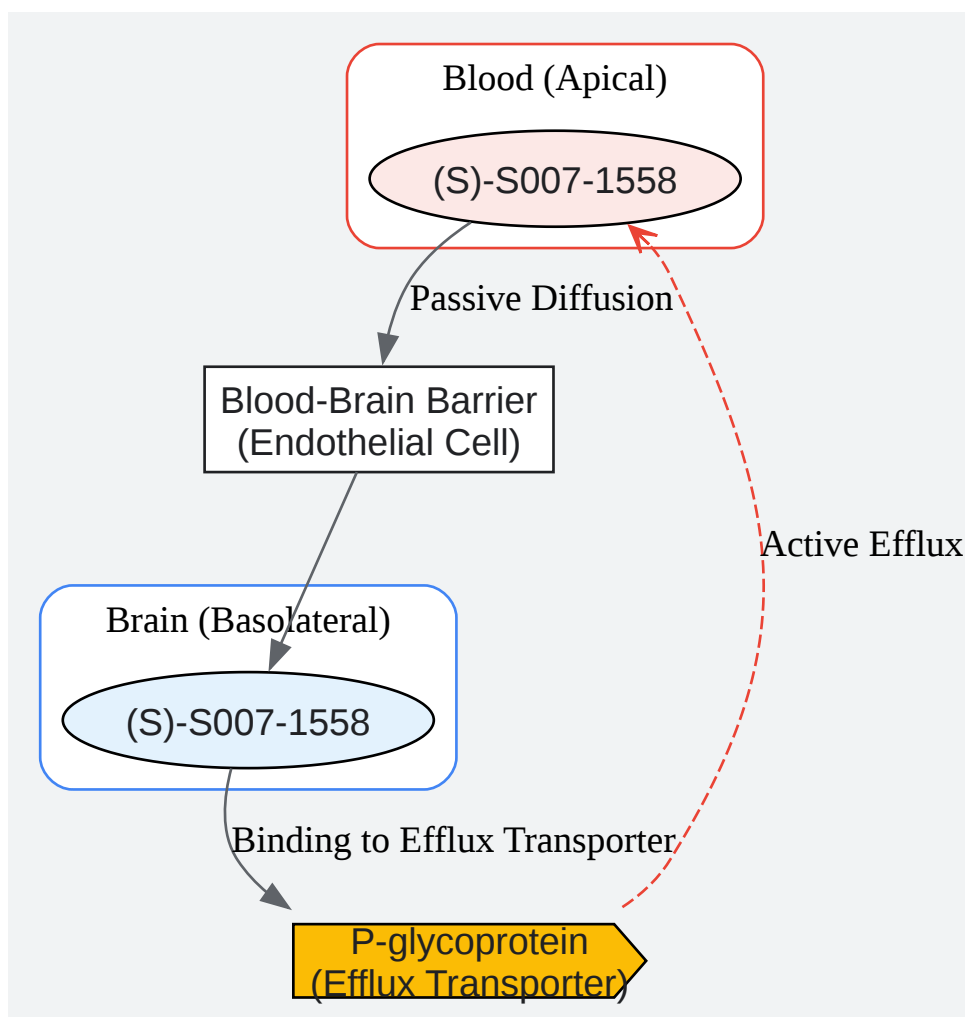 Blood (Apical)
(S)-S007-1558
Passive Diffusion
Blood-Brain Barrier
(Endothelial Cell)
Active Efflux
Brain (Basolateral)
(S)-S007-1558
Binding to Efflux Transporter
P-glycoprotein
(Efflux Transporter)